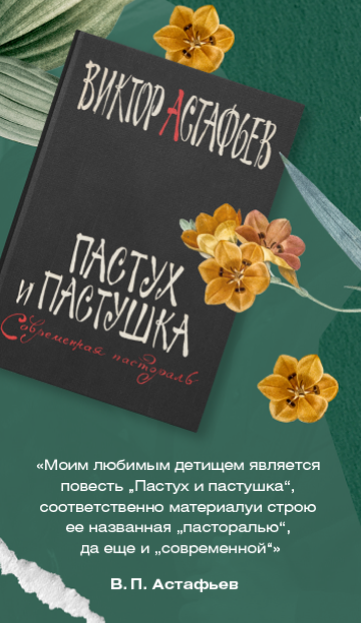 ВИКТОР АСТАФЬЕВ
ПАСТУХ
и ПАСТУШКА
Современная пастораль
«Моим любимым детищем является
повесть „Пастух и пастушка“,
соответственно материалуи строю
ее названная „пасторалью“,
да еще и „современной“»
В. П. Астафьев